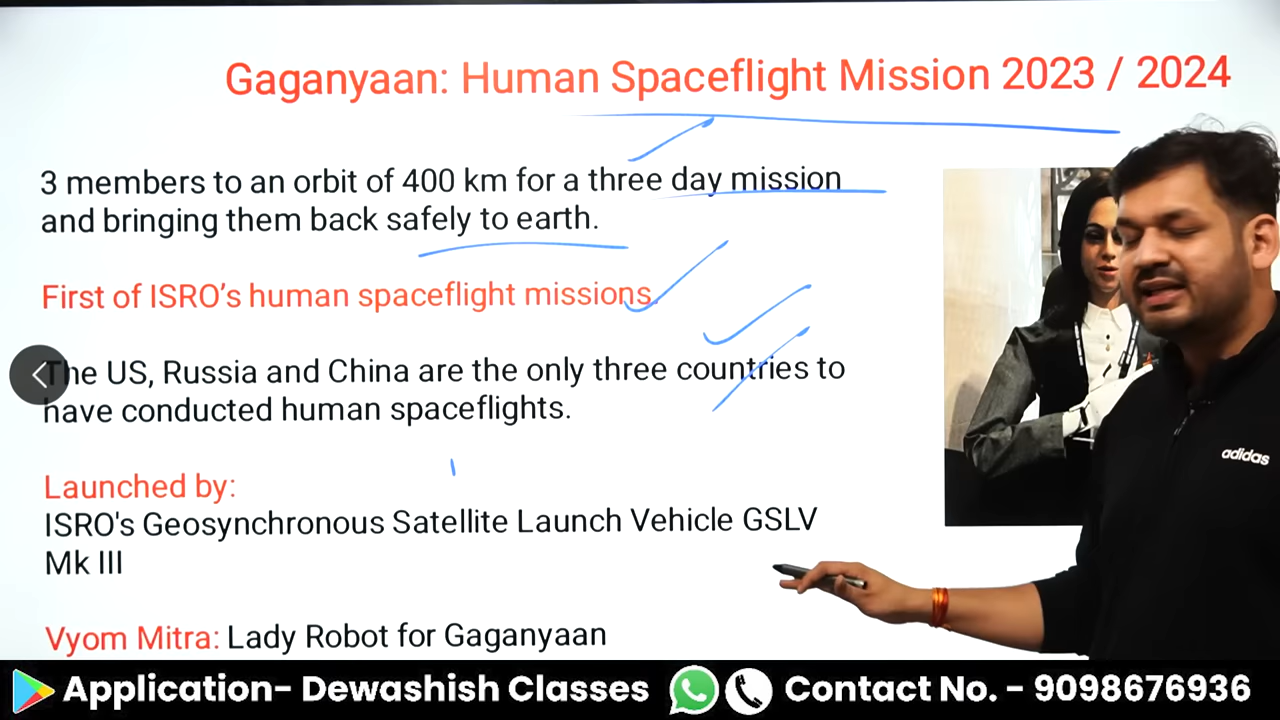 Gaganyaan: Human Spaceflight Mission 2023 / 2024
3 members to an orbit of 400 km for a three day mission
and bringing them back safely to earth.
First of ISRO’s human spaceflight missions.
The US, Russia and China are the only three countries to
have conducted human spaceflights.
Launched by:
ISRO's Geosynchronous Satellite Launch Vehicle GSLV
Mk III
Vyom Mitra: Lady Robot for Gaganyaan
adidas
Application- Dewashish Classes
Contact No. - 9098676936